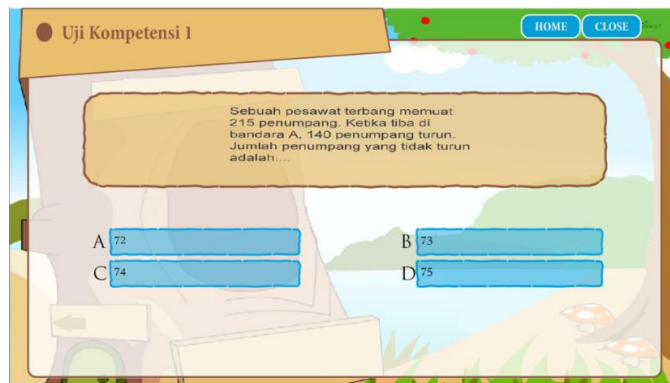 Uji Kompetensi 1
HOME
CLOSE
Sebuah pesawat terbang memuat
215 penumpang. Ketika tiba di
bandara A, 140 penumpang turun.
Jumlah penumpang yang tidak turun
adalah....
A 72
B 73
C 74
D 75